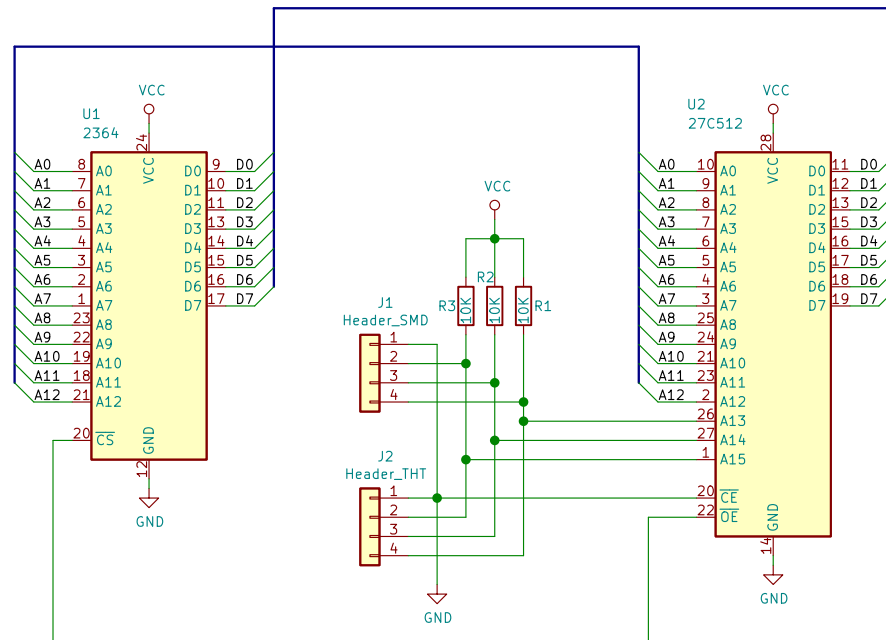 U1
2364
VCC
24
VCC
A0 8 A0 D0 9 D0
A1 7 A1 D1 10 D1
A2 6 A2 D2 11 D2
A3 5 A3 D3 13 D3
A4 4 A4 D4 14 D4
A5 3 A5 D5 15 D5
A6 2 A6 D6 16 D6
A7 1 A7 D7 17 D7
A8 23 A8
A9 22 A9
A10 19 A10
A11 18 A11
A12 21 A12
20 CS
GND
12
GND
VCC
R3 10K
R2 10K
R1 10K
J1
Header_SMD
1
2
3
4
J2
Header_THT
1
2
3
4
GND
U2
27C512
VCC
28
VCC
A0 10 A0 D0 11 D0
A1 9 A1 D1 12 D1
A2 8 A2 D2 13 D2
A3 7 A3 D3 15 D3
A4 6 A4 D4 16 D4
A5 5 A5 D5 17 D5
A6 4 A6 D6 18 D6
A7 3 A7 D7 19 D7
A8 25 A8
A9 24 A9
A10 21 A10
A11 23 A11
A12 2 A12
26 A13
27 A14
1 A15
20 CE
22 OE
GND
14
GND